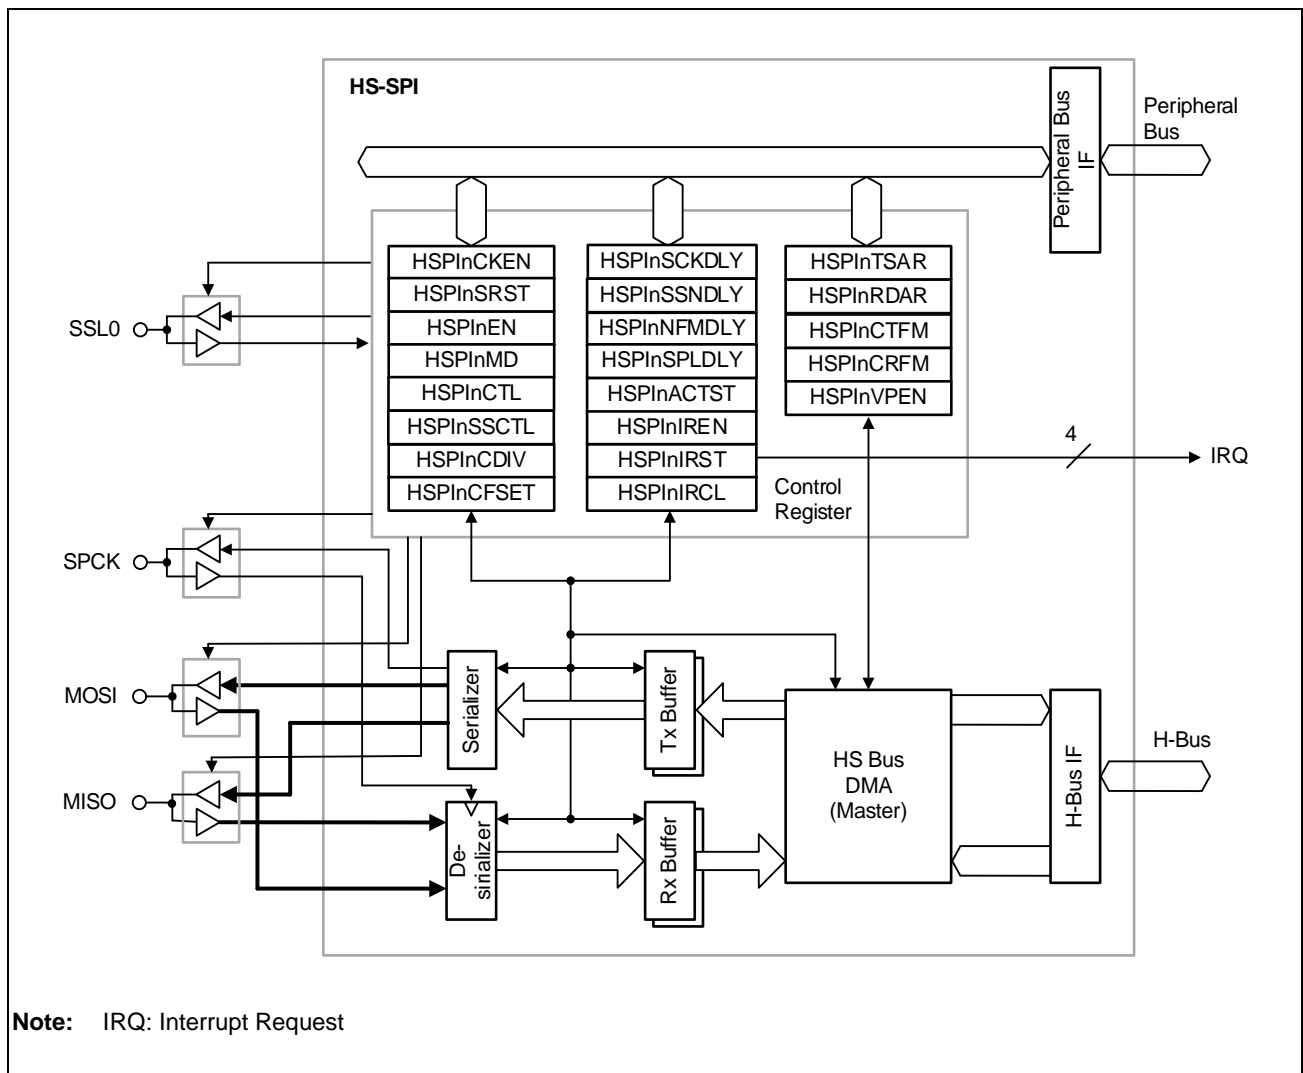 HS-SPI
Peripheral Bus
IF
Peripheral
Bus
HSPInCKEN
HSPInSRST
HSPInEN
HSPInMD
HSPInCTL
HSPInSSCTL
HSPInCDIV
HSPInCFSET
HSPInSCKDLY
HSPInSSNDLY
HSPInNFMDLY
HSPInSPLDLY
HSPInACTST
HSPInIREN
HSPInIRST
HSPInIRCL
HSPInTSAR
HSPInRDAR
HSPInCTFM
HSPInCRFM
HSPInVPEN
Control
Register
4
IRQ
SSL0
SPCK
MOSI
MISO
Serializer
De-
sirializer
Tx Buffer
Rx Buffer
HS Bus
DMA
(Master)
H-Bus IF
H-Bus
Note: IRQ: Interrupt Request